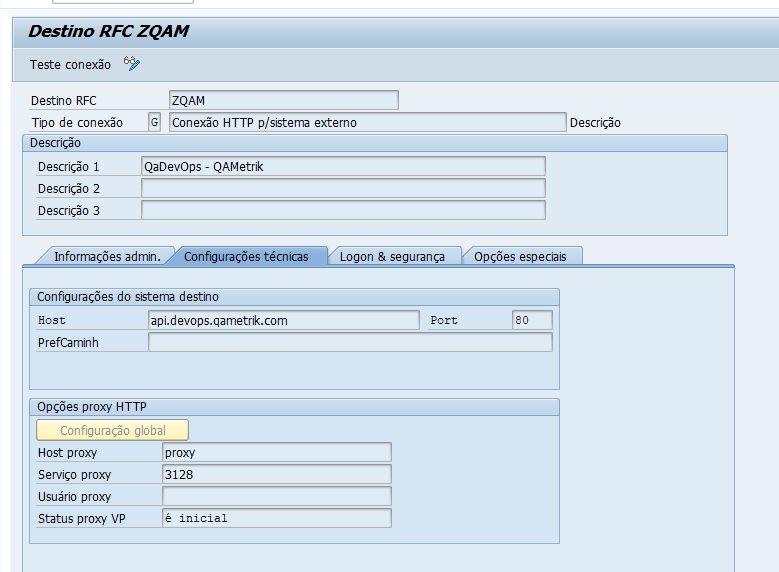 Destino RFC ZQAM
Teste conexão
Destino RFC ZQAM
Tipo de conexão G Conexão HTTP p/sistema externo Descrição
Descrição
Descrição 1 QaDevOps - QAMetrik
Descrição 2
Descrição 3
Informações admin. Configurações técnicas Logon & segurança Opções especiais
Configurações do sistema destino
Host api.devops.qametrik.com Port 80
PrefCaminh
Opções proxy HTTP
Configuração global
Host proxy proxy
Serviço proxy 3128
Usuário proxy
Status proxy VP é inicial